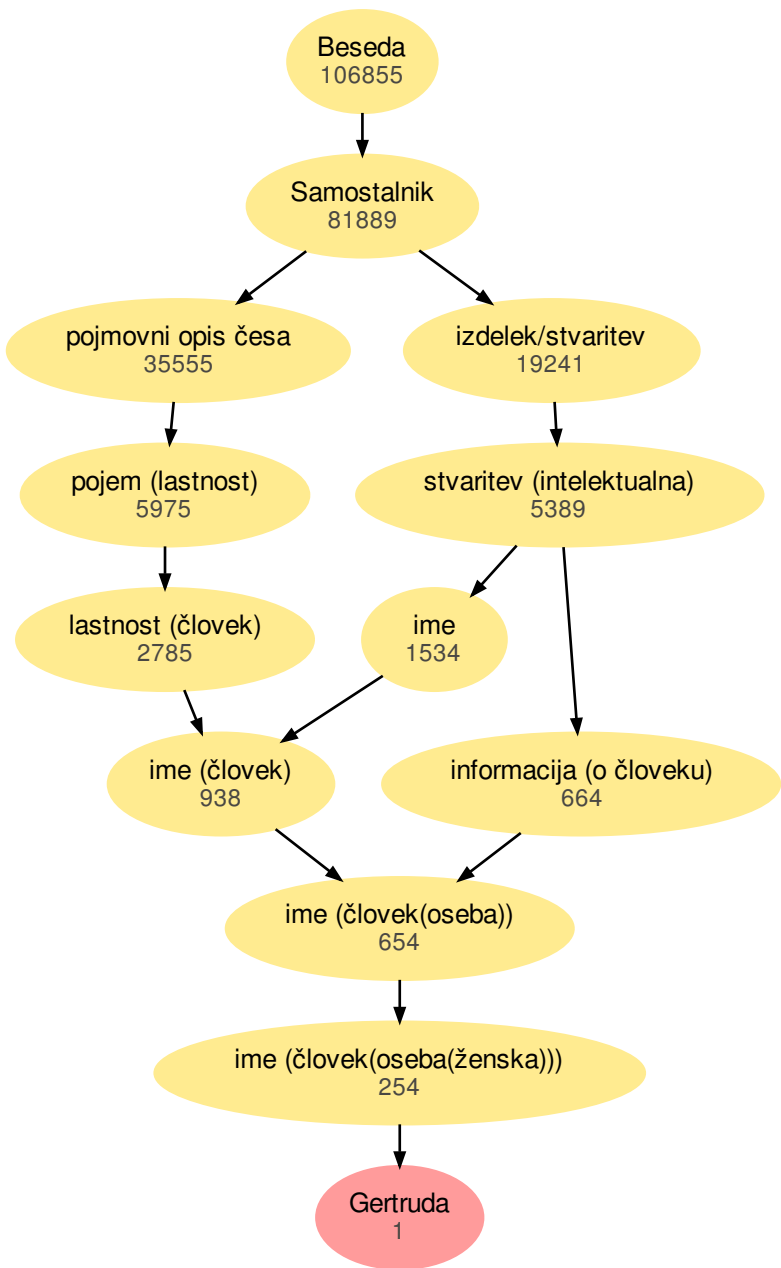 Beseda
106855
Samostalnik
81889
pojmovni opis česa
35555
izdelek/stvaritev
19241
pojem (lastnost)
5975
stvaritev (intelektualna)
5389
lastnost (človek)
2785
ime
1534
ime (človek)
938
informacija (o človeku)
664
ime (človek(oseba))
654
ime (človek(oseba(ženska)))
254
Gertruda
1